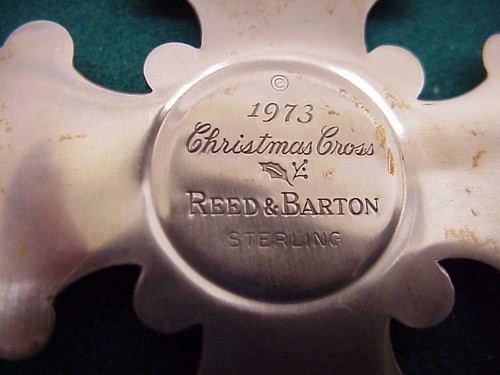 ©
1973
Christmas Cross
REED & BARTON
STERLING